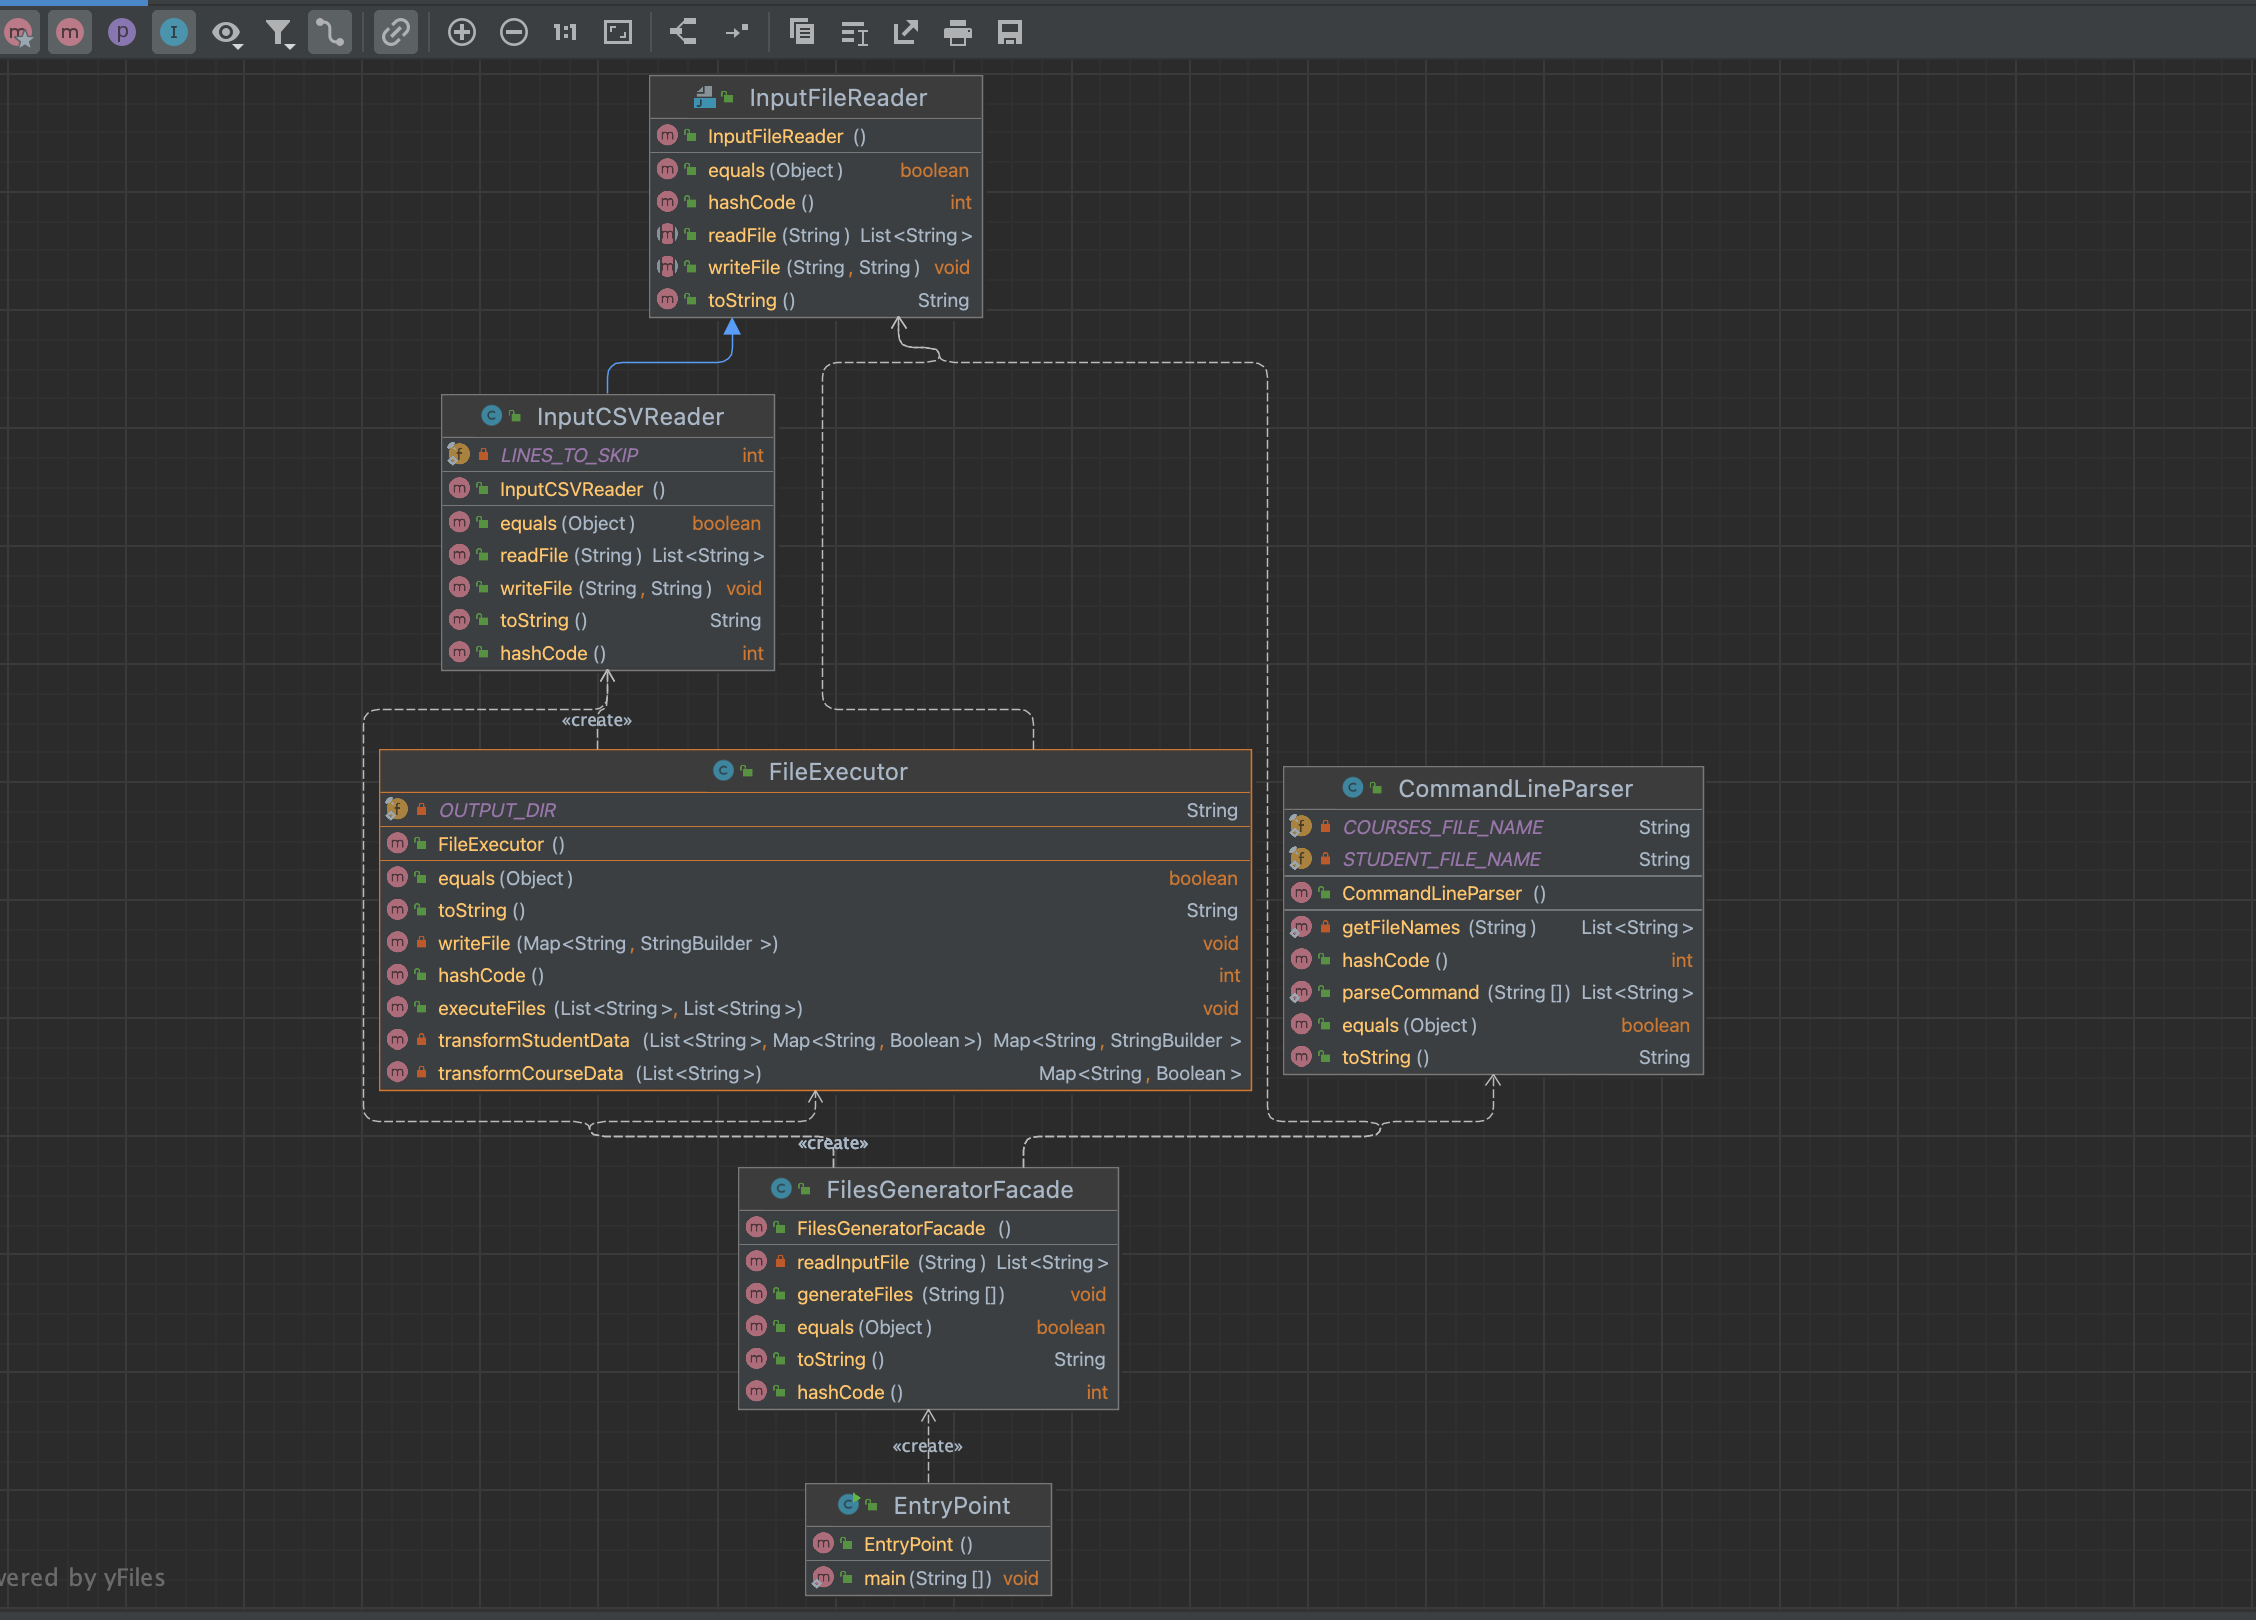 1:1
InputFileReader
InputFileReader ()
equals (Object) boolean
hashCode () int
readFile (String) List<String>
writeFile (String, String) void
toString () String
InputCSVReader
LINES_TO_SKIP int
InputCSVReader ()
equals (Object) boolean
readFile (String) List<String>
writeFile (String, String) void
toString () String
hashCode () int
«create»
FileExecutor
OUTPUT_DIR String
FileExecutor ()
equals (Object) boolean
toString () String
writeFile (Map<String, StringBuilder>) void
hashCode () int
executeFiles (List<String>, List<String>) void
transformStudentData (List<String>, Map<String, Boolean>) Map<String, StringBuilder>
transformCourseData (List<String>) Map<String, Boolean>
CommandLineParser
COURSES_FILE_NAME String
STUDENT_FILE_NAME String
CommandLineParser ()
getFileNames (String) List<String>
hashCode () int
parseCommand (String[]) List<String>
equals (Object) boolean
toString () String
«create»
FilesGeneratorFacade
FilesGeneratorFacade ()
readInputFile (String) List<String>
generateFiles (String[]) void
equals (Object) boolean
toString () String
hashCode () int
«create»
EntryPoint
EntryPoint ()
main (String[]) void
vered by yFiles